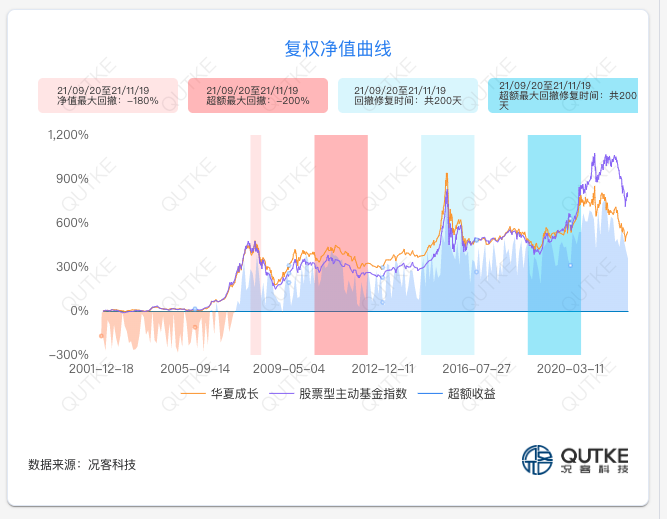 复权净值曲线
21/09/20至21/11/19
净值最大回撤：-180%
21/09/20至21/11/19
超额最大回撤：-200%
21/09/20至21/11/19
回撤修复时间：共200天
21/09/20至21/11/19
超额最大回撤修复时间：共200
天
1,200%
900%
600%
300%
0%
-300%
2001-12-18
2005-09-14
2009-05-04
2012-12-11
2016-07-27
2020-03-11
华夏成长
股票型主动基金指数
超额收益
数据来源：况客科技
QUTKE
况客科技